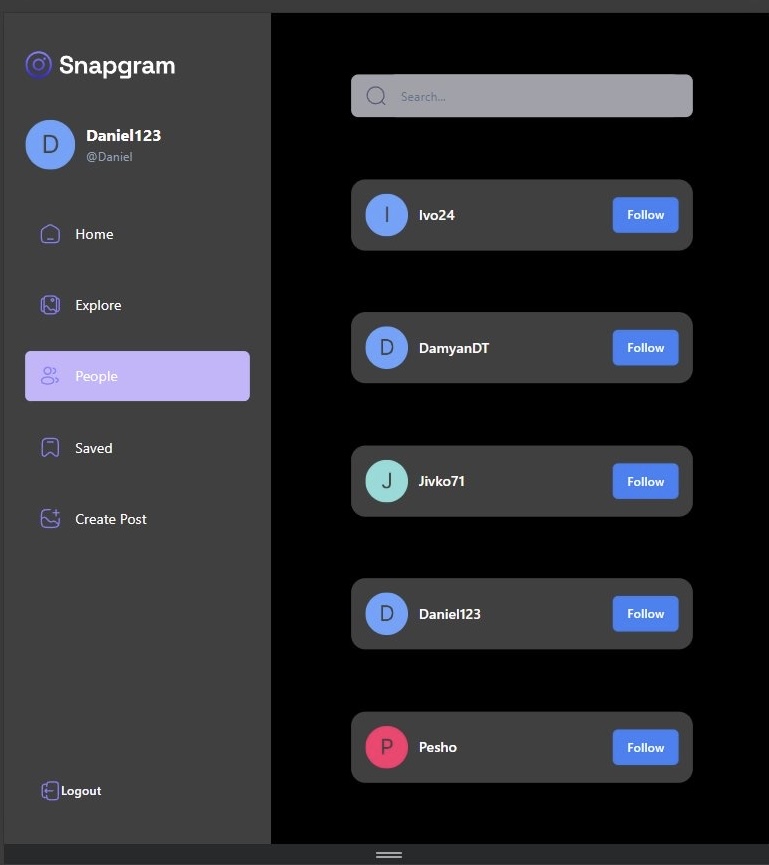 Snapgram
D
Daniel123
@Daniel
Home
Explore
People
Saved
Create Post
Logout
Search...
I
Ivo24
Follow
D
DamyanDT
Follow
J
Jivko71
Follow
D
Daniel123
Follow
P
Pesho
Follow